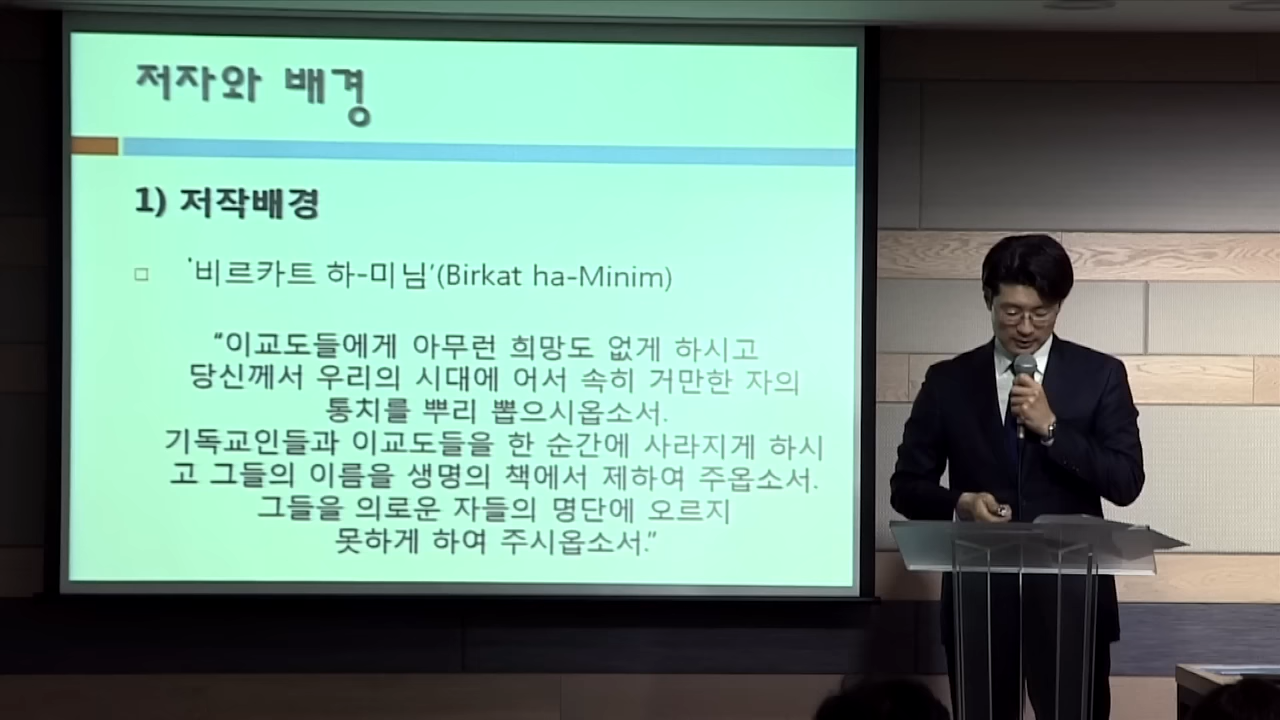 저자와 배경
1) 저작배경
□ '비르카트 하-미님'(Birkat ha-Minim)
“이교도들에게 아무런 희망도 없게 하시고
당신께서 우리의 시대에 어서 속히 거만한 자의
통치를 뿌리 뽑으시옵소서.
기독교인들과 이교도들을 한 순간에 사라지게 하시
고 그들의 이름을 생명의 책에서 제하여 주옵소서.
그들을 의로운 자들의 명단에 오르지
못하게 하여 주시옵소서.”